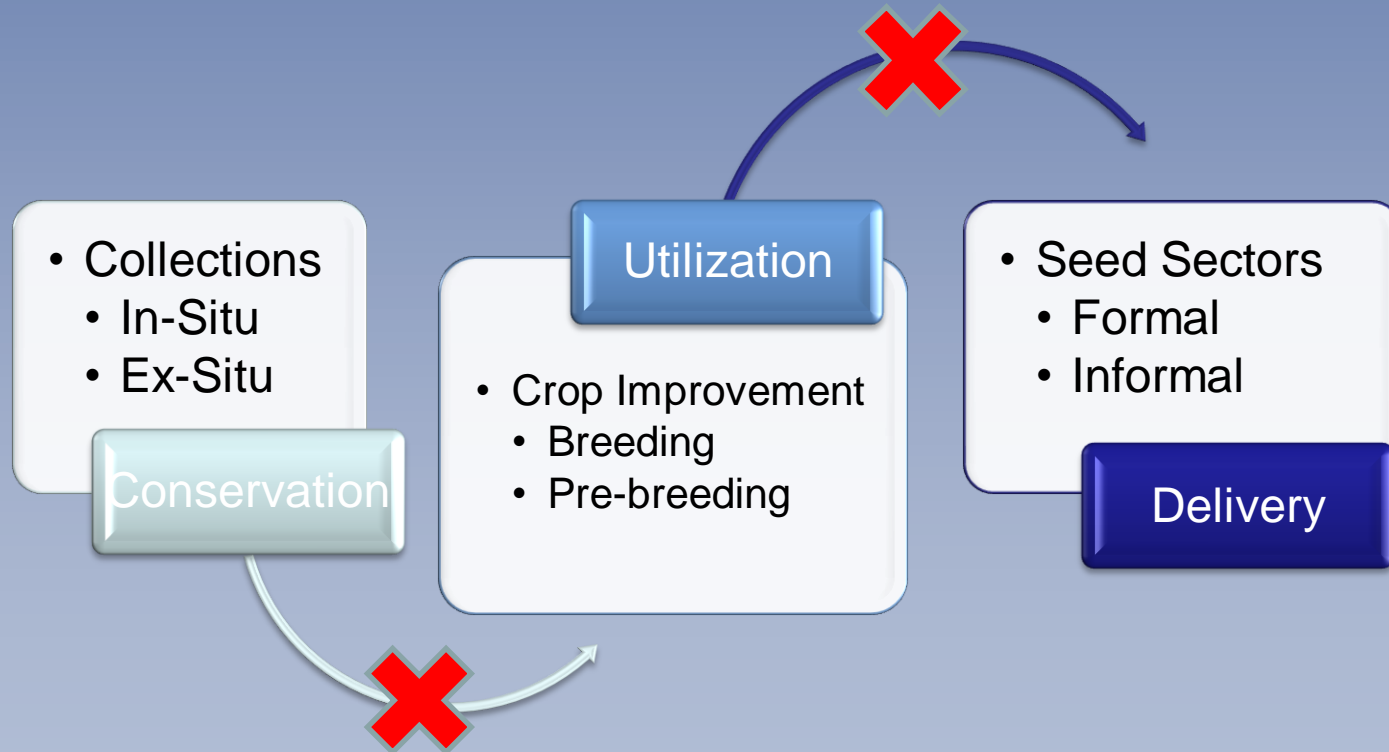 • Collections
• In-Situ
• Ex-Situ
Conservation
Utilization
• Crop Improvement
• Breeding
• Pre-breeding
• Seed Sectors
• Formal
• Informal
Delivery